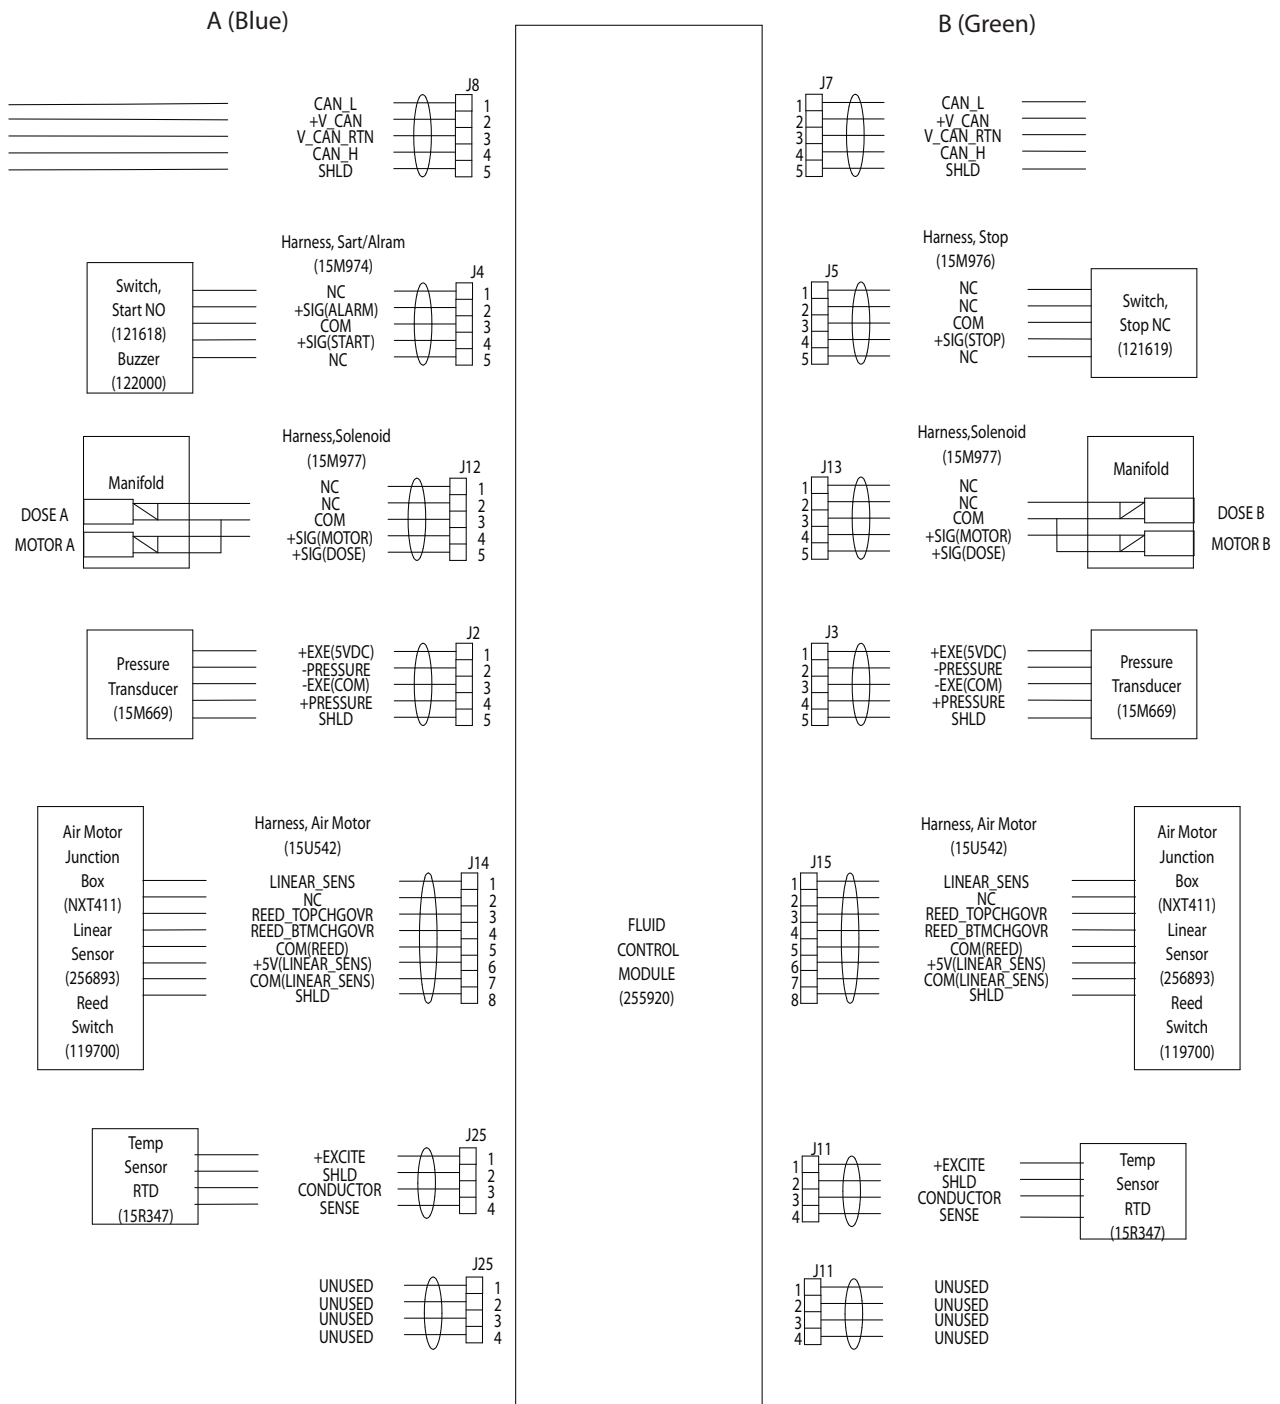 A (Blue)
B (Green)
J8
CAN_L 1
+V_CAN 2
V_CAN_RTN 3
CAN_H 4
SHLD 5
J7
1 CAN_L
2 +V_CAN
3 V_CAN_RTN
4 CAN_H
5 SHLD
Harness, Sart/Alram
(15M974)
J4
Switch,
Start NO
(121618)
Buzzer
(122000)
NC 1
+SIG(ALARM) 2
COM 3
+SIG(START) 4
NC 5
Harness, Stop
(15M976)
J5
1 NC
2 NC
3 COM
4 +SIG(STOP)
5 NC
Switch,
Stop NC
(121619)
Harness,Solenoid
(15M977)
J12
Manifold
DOSE A
MOTOR A
NC 1
NC 2
COM 3
+SIG(MOTOR) 4
+SIG(DOSE) 5
Harness,Solenoid
(15M977)
J13
1 NC
2 NC
3 COM
4 +SIG(MOTOR)
5 +SIG(DOSE)
Manifold
DOSE B
MOTOR B
J2
Pressure
Transducer
(15M669)
+EXE(5VDC) 1
-PRESSURE 2
-EXE(COM) 3
+PRESSURE 4
SHLD 5
J3
1 +EXE(5VDC)
2 -PRESSURE
3 -EXE(COM)
4 +PRESSURE
5 SHLD
Pressure
Transducer
(15M669)
Air Motor
Junction
Box
(NXT411)
Linear
Sensor
(256893)
Reed
Switch
(119700)
Harness, Air Motor
(15U542)
J14
LINEAR_SENS 1
NC 2
REED_TOPCHGOVR 3
REED_BTMCHGOVR 4
COM(REED) 5
+5V(LINEAR_SENS) 6
COM(LINEAR_SENS) 7
SHLD 8
FLUID
CONTROL
MODULE
(255920)
Harness, Air Motor
(15U542)
J15
1 LINEAR_SENS
2 NC
3 REED_TOPCHGOVR
4 REED_BTMCHGOVR
5 COM(REED)
6 +5V(LINEAR_SENS)
7 COM(LINEAR_SENS)
8 SHLD
Air Motor
Junction
Box
(NXT411)
Linear
Sensor
(256893)
Reed
Switch
(119700)
Temp
Sensor
RTD
(15R347)
J25
+EXCITE 1
SHLD 2
CONDUCTOR 3
SENSE 4
J11
1 +EXCITE
2 SHLD
3 CONDUCTOR
4 SENSE
Temp
Sensor
RTD
(15R347)
J25
UNUSED 1
UNUSED 2
UNUSED 3
UNUSED 4
J11
1 UNUSED
2 UNUSED
3 UNUSED
4 UNUSED